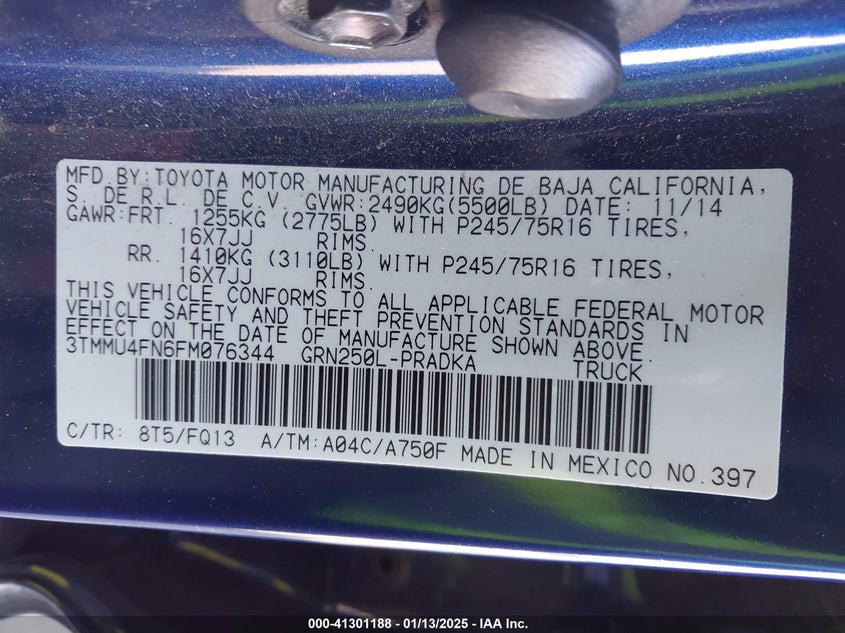 MFD BY:TOYOTA MOTOR MANUFACTURING DE BAJA CALIFORNIA,
S. DE R.L. DE C.V. GVWR:2490KG(5500LB) DATE: 11/14
GAWR:FRT. 1255KG (2775LB) WITH P245/75R16 TIRES,
16X7JJ RIMS.
RR. 1410KG (3110LB) WITH P245/75R16 TIRES,
16X7JJ RIMS.
THIS VEHICLE CONFORMS TO ALL APPLICABLE FEDERAL MOTOR
VEHICLE SAFETY AND THEFT PREVENTION STANDARDS IN
EFFECT ON THE DATE OF MANUFACTURE SHOWN ABOVE.
3TMMU4FN6FM076344 GRN250L-PRADKA TRUCK
C/TR: 8T5/FQ13 A/TM:A04C/A750F MADE IN MEXICO NO.397
000-41301188 - 01/13/2025 - IAA Inc.